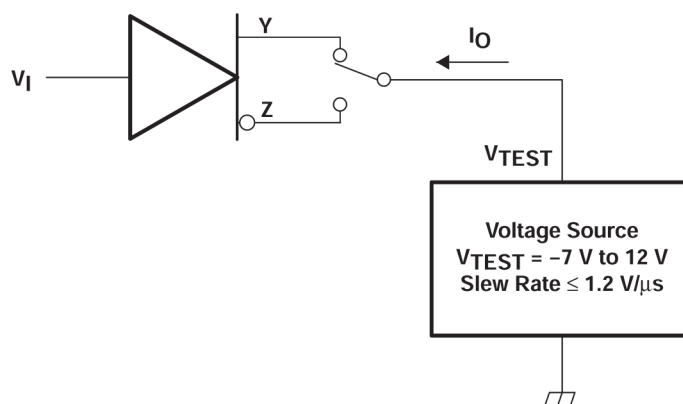 Y
IO
VI
Z
VTEST
Voltage Source
VTEST = –7 V to 12 V
Slew Rate ≤ 1.2 V/μs